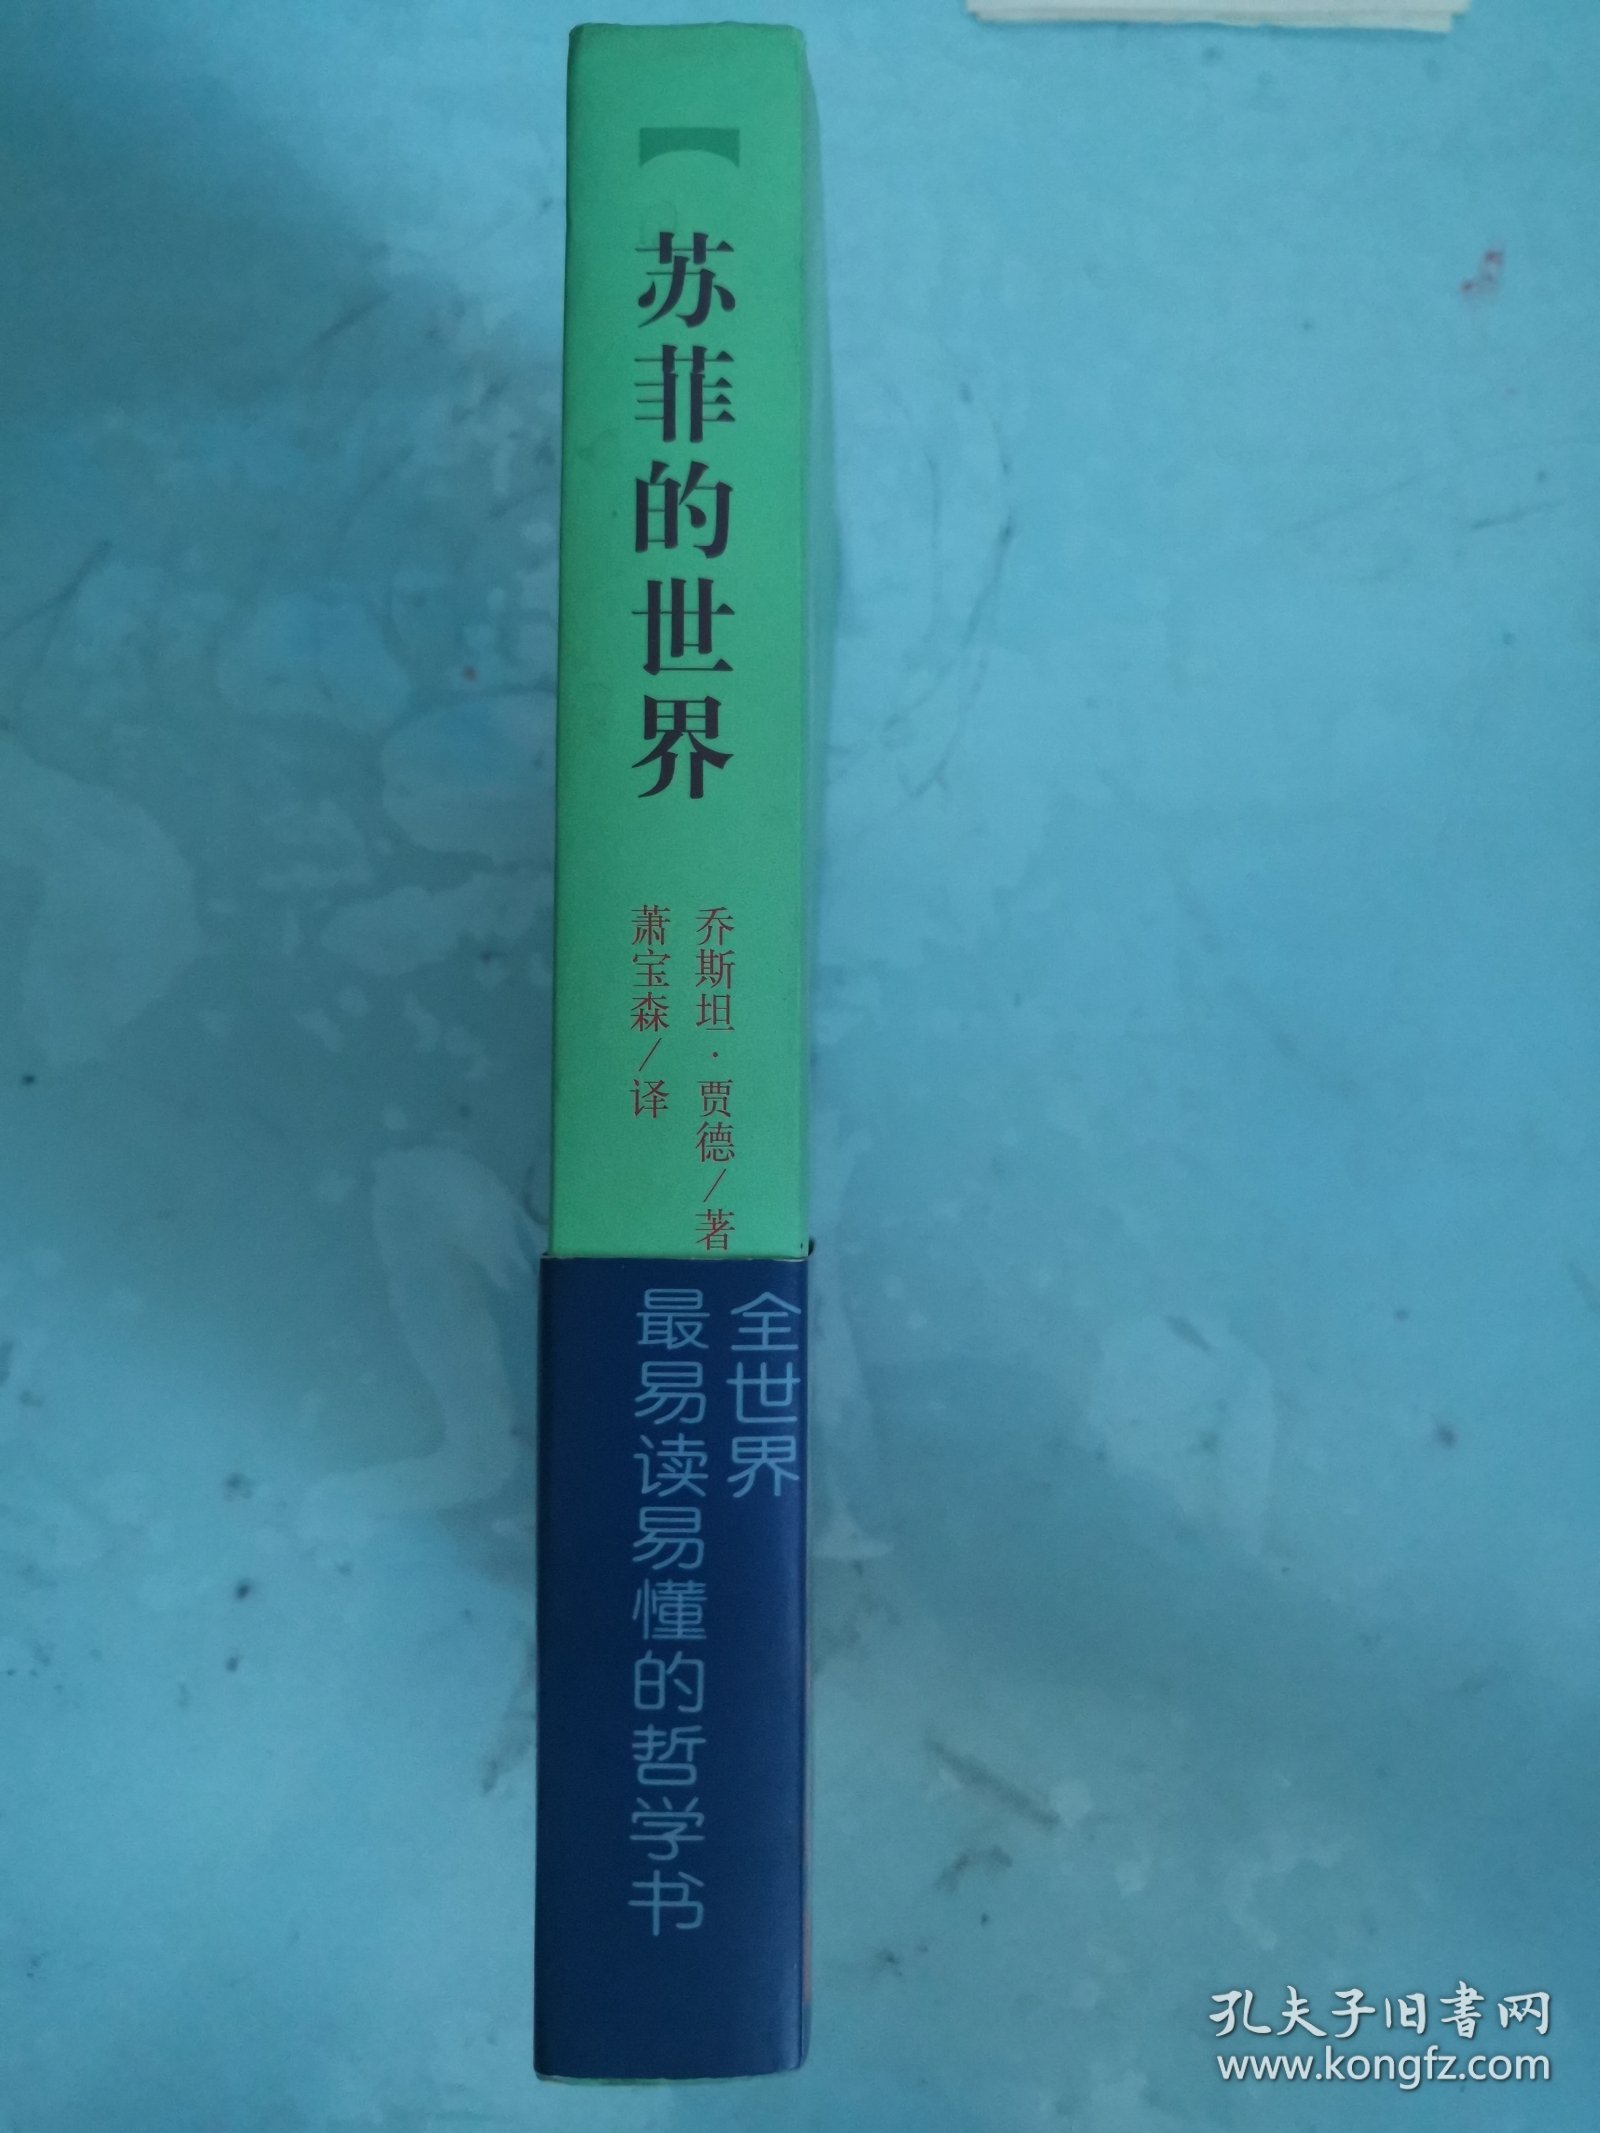 苏菲的世界
乔斯坦·贾德/著
萧宝森/译
全世界
最易读易懂的哲学书
孔夫子旧书网
www.kongfz.com